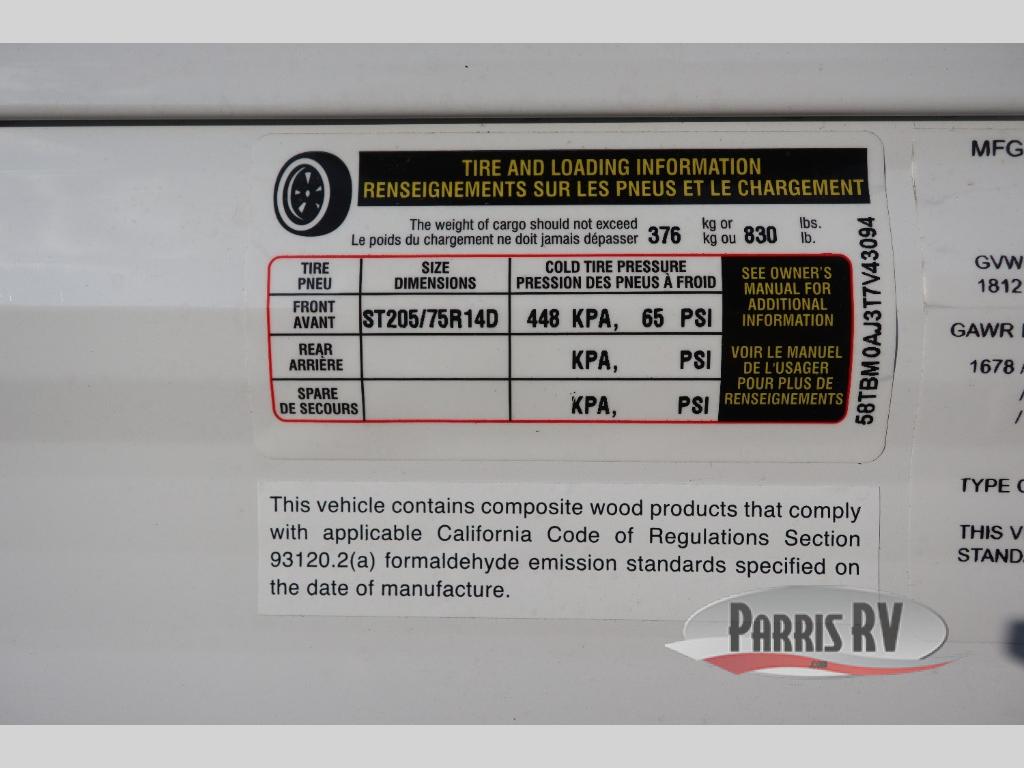 TIRE AND LOADING INFORMATION
RENSEIGNEMENTS SUR LES PNEUS ET LE CHARGEMENT
The weight of cargo should not exceed 376 kg or 830 lbs.
Le poids du chargement ne doit jamais dépasser kg ou lb.
TIRE SIZE COLD TIRE PRESSURE
PNEU DIMENSIONS PRESSION DES PNEUS À FROID
FRONT
AVANT
ST205/75R14D 448 KPA, 65 PSI
REAR
ARRIÈRE
KPA, PSI
SPARE
DE SECOURS
KPA, PSI
SEE OWNER'S
MANUAL FOR
ADDITIONAL
INFORMATION
VOIR LE MANUEL
DE L'USAGER
POUR PLUS DE
RENSEIGNEMENTS
58TBM0AJ3T7V43094
This vehicle contains composite wood products that comply
with applicable California Code of Regulations Section
93120.2(a) formaldehyde emission standards specified on
the date of manufacture.
MFG
GVW
1812
GAWR
1678 /
/
/
TYPE
THIS V
STANDA
PARRIS RV
.com